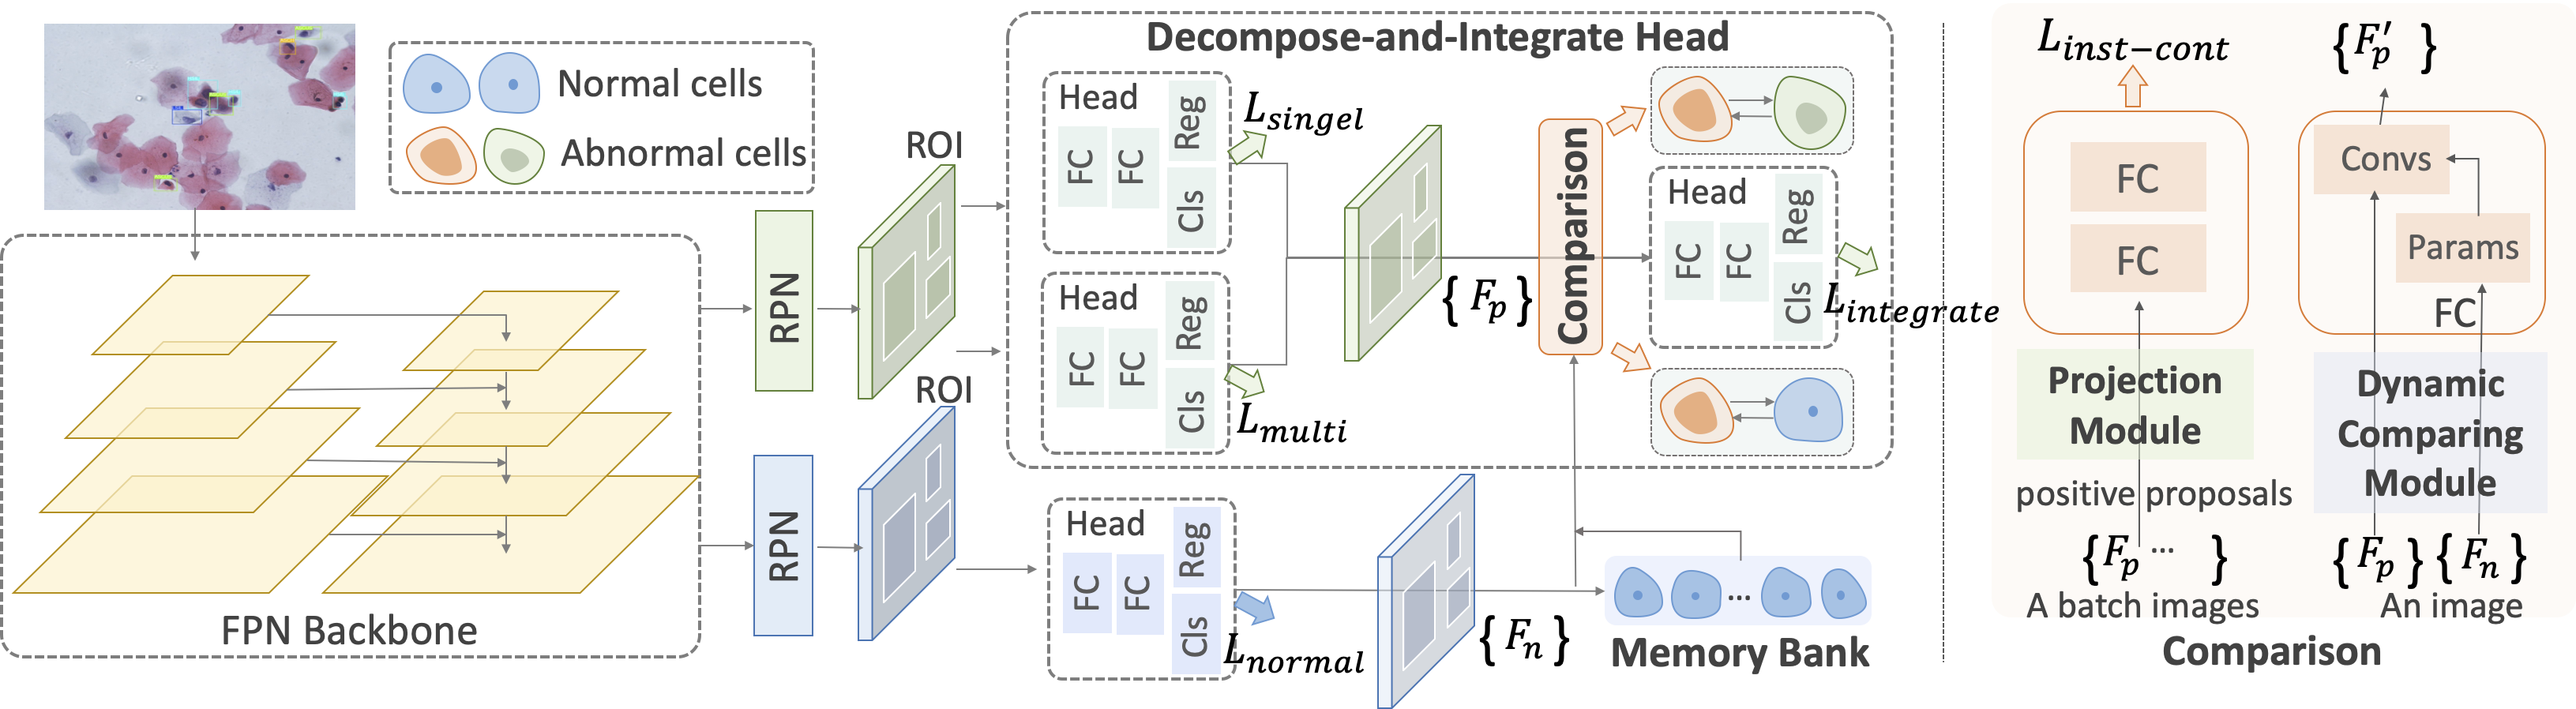 Normal cells
Abnormal cells
FPN Backbone
RPN
RPN
ROI
ROI
Decompose-and-Integrate Head
Head
FC
FC
Reg
Cls
L_{singel}
Head
FC
FC
Reg
Cls
L_{multi}
{F_p}
Comparison
Head
FC
FC
Reg
Cls
L_{integrate}
Head
FC
FC
Reg
Cls
L_{normal}
{F_n}
...
Memory Bank
L_{inst-cont}
FC
FC
Projection
Module
positive proposals
{F_p ... }
A batch images
{F'_p }
Convs
Params
FC
Dynamic
Comparing
Module
{F_p} {F_n}
An image
Comparison